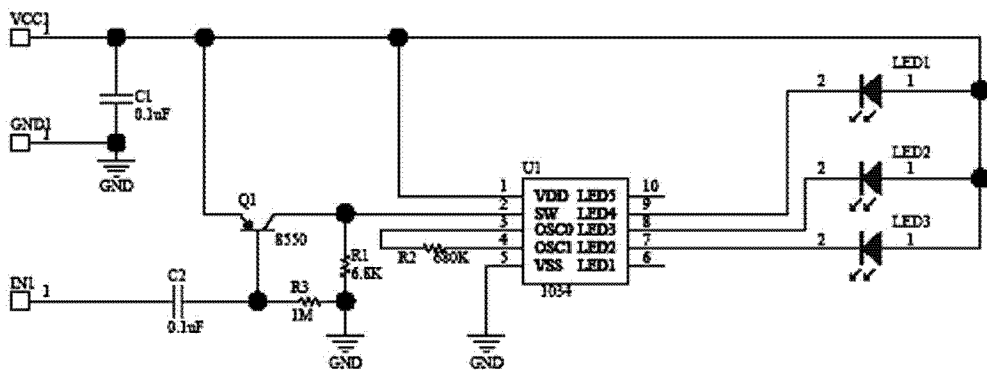 VCC1
1
LED1
2 1
C1
0.1uF
GND1
1
GND
LED2
2 1
U1
1 VDD LED5 10
2 SW LED4 9
3 OSC0 LED3 8
4 OSC1 LED2 7
5 VSS LED1 6
1034
LED3
2 1
Q1
8550
R2 680K
R1
6.8K
C2
0.1uF
IN1
1
R3
1M
GND
GND